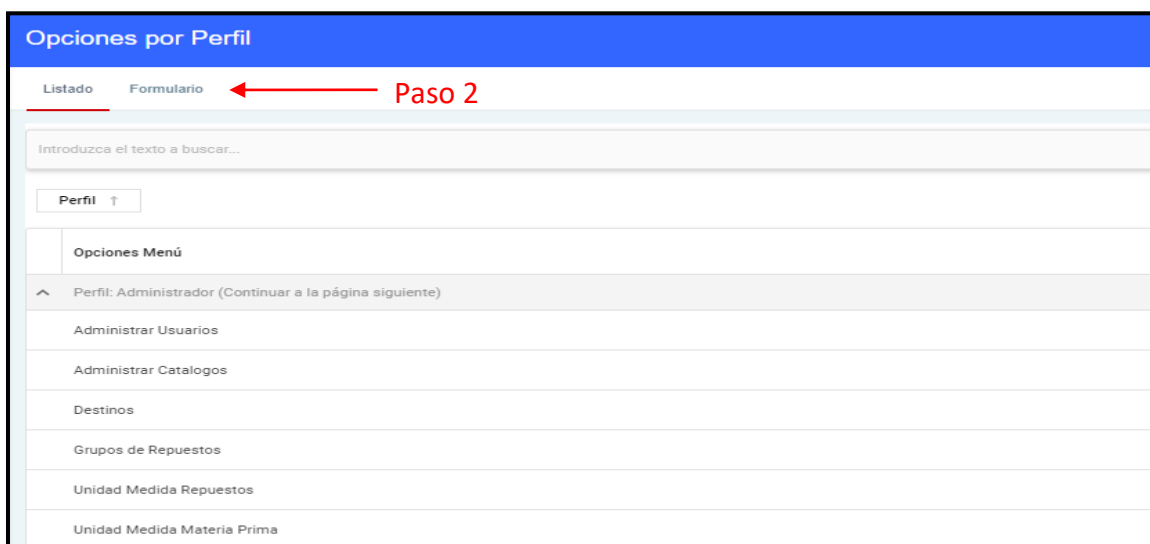 Opciones por Perfil
Listado Formulario Paso 2
Introduzca el texto a buscar...
Perfil ↑
Opciones Menú
Perfil: Administrador (Continuar a la página siguiente)
Administrar Usuarios
Administrar Catalogos
Destinos
Grupos de Repuestos
Unidad Medida Repuestos
Unidad Medida Materia Prima